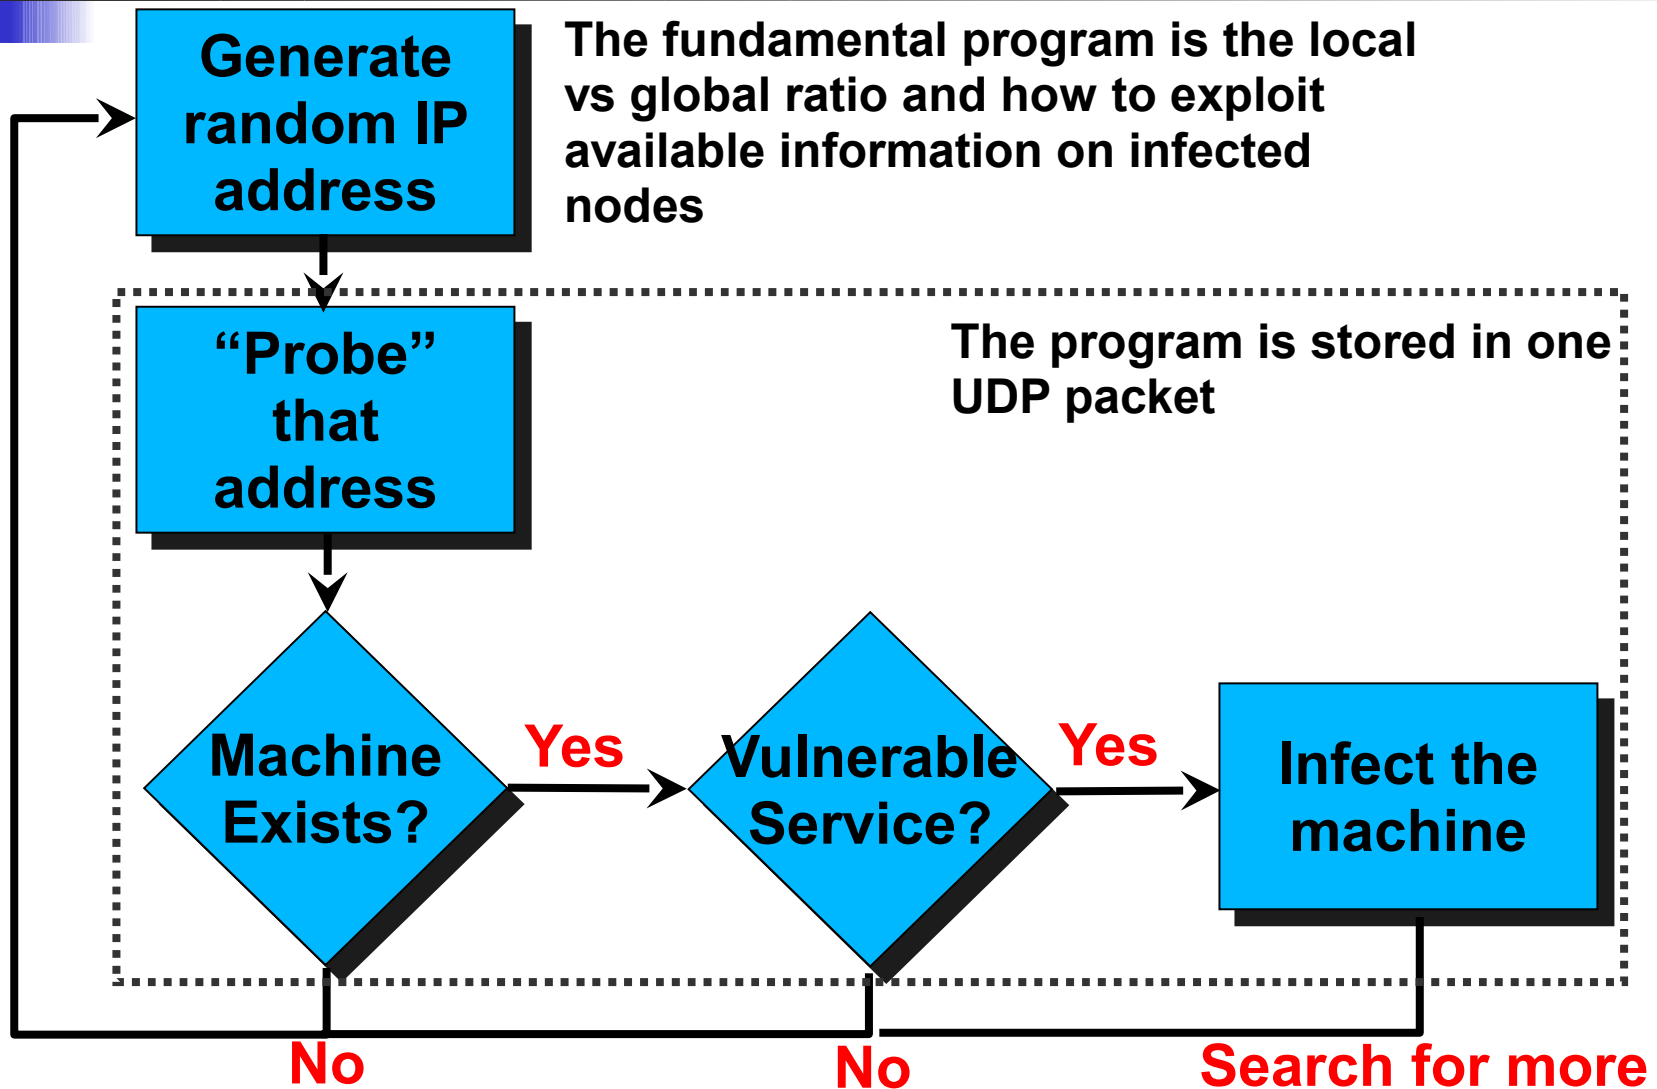 Generate
random IP
address
The fundamental program is the local
vs global ratio and how to exploit
available information on infected
nodes
“Probe”
that
address
The program is stored in one
UDP packet
Machine
Exists?
Yes
Vulnerable
Service?
Yes
Infect the
machine
No
No
Search for more